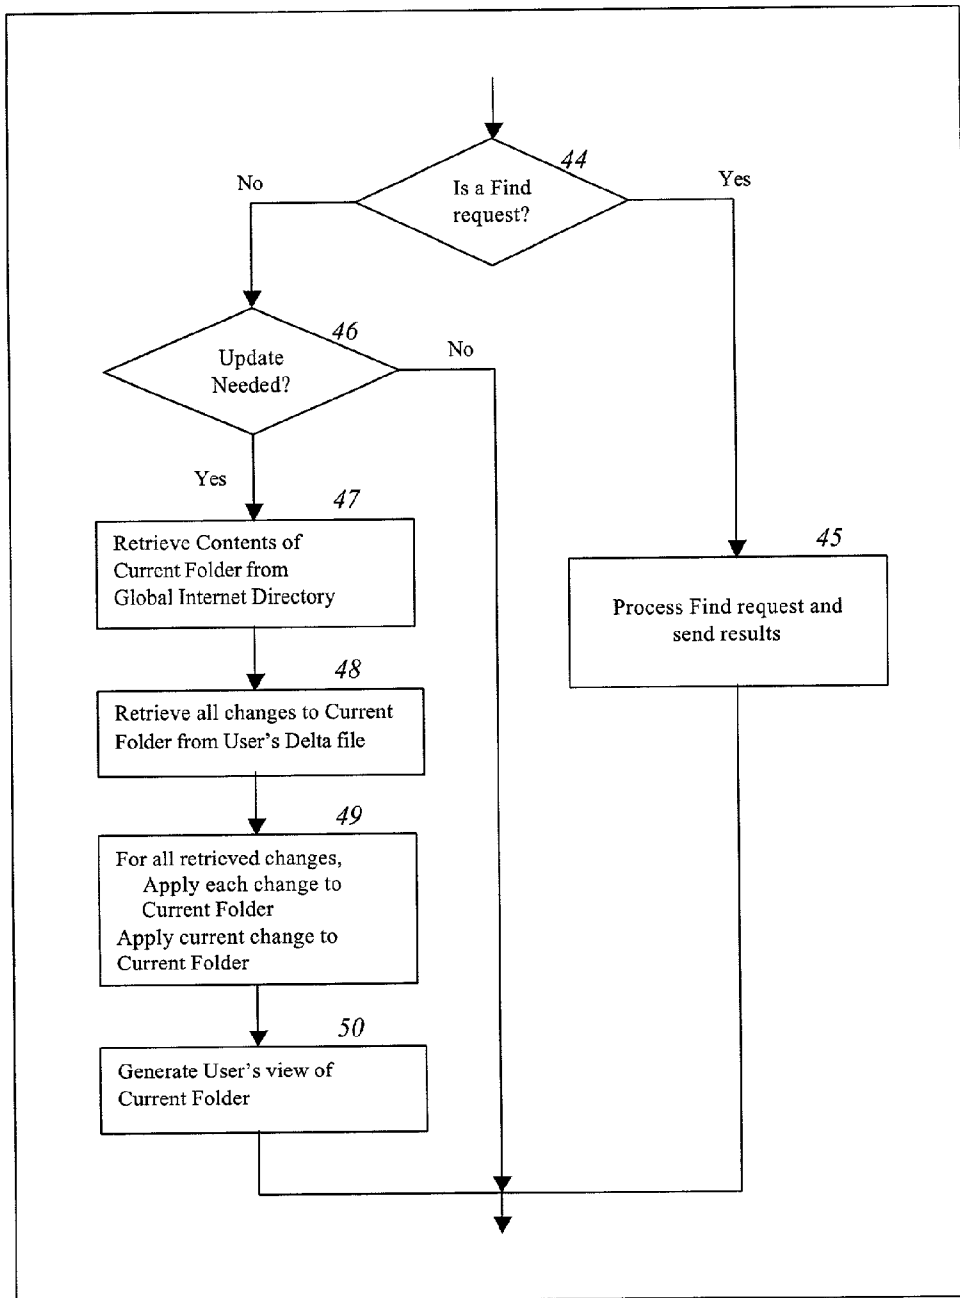 44
Is a Find
request?
No
Yes
46
Update
Needed?
No
Yes
47
Retrieve Contents of
Current Folder from
Global Internet Directory
45
Process Find request and
send results
48
Retrieve all changes to Current
Folder from User's Delta file
49
For all retrieved changes,
Apply each change to
Current Folder
Apply current change to
Current Folder
50
Generate User's view of
Current Folder